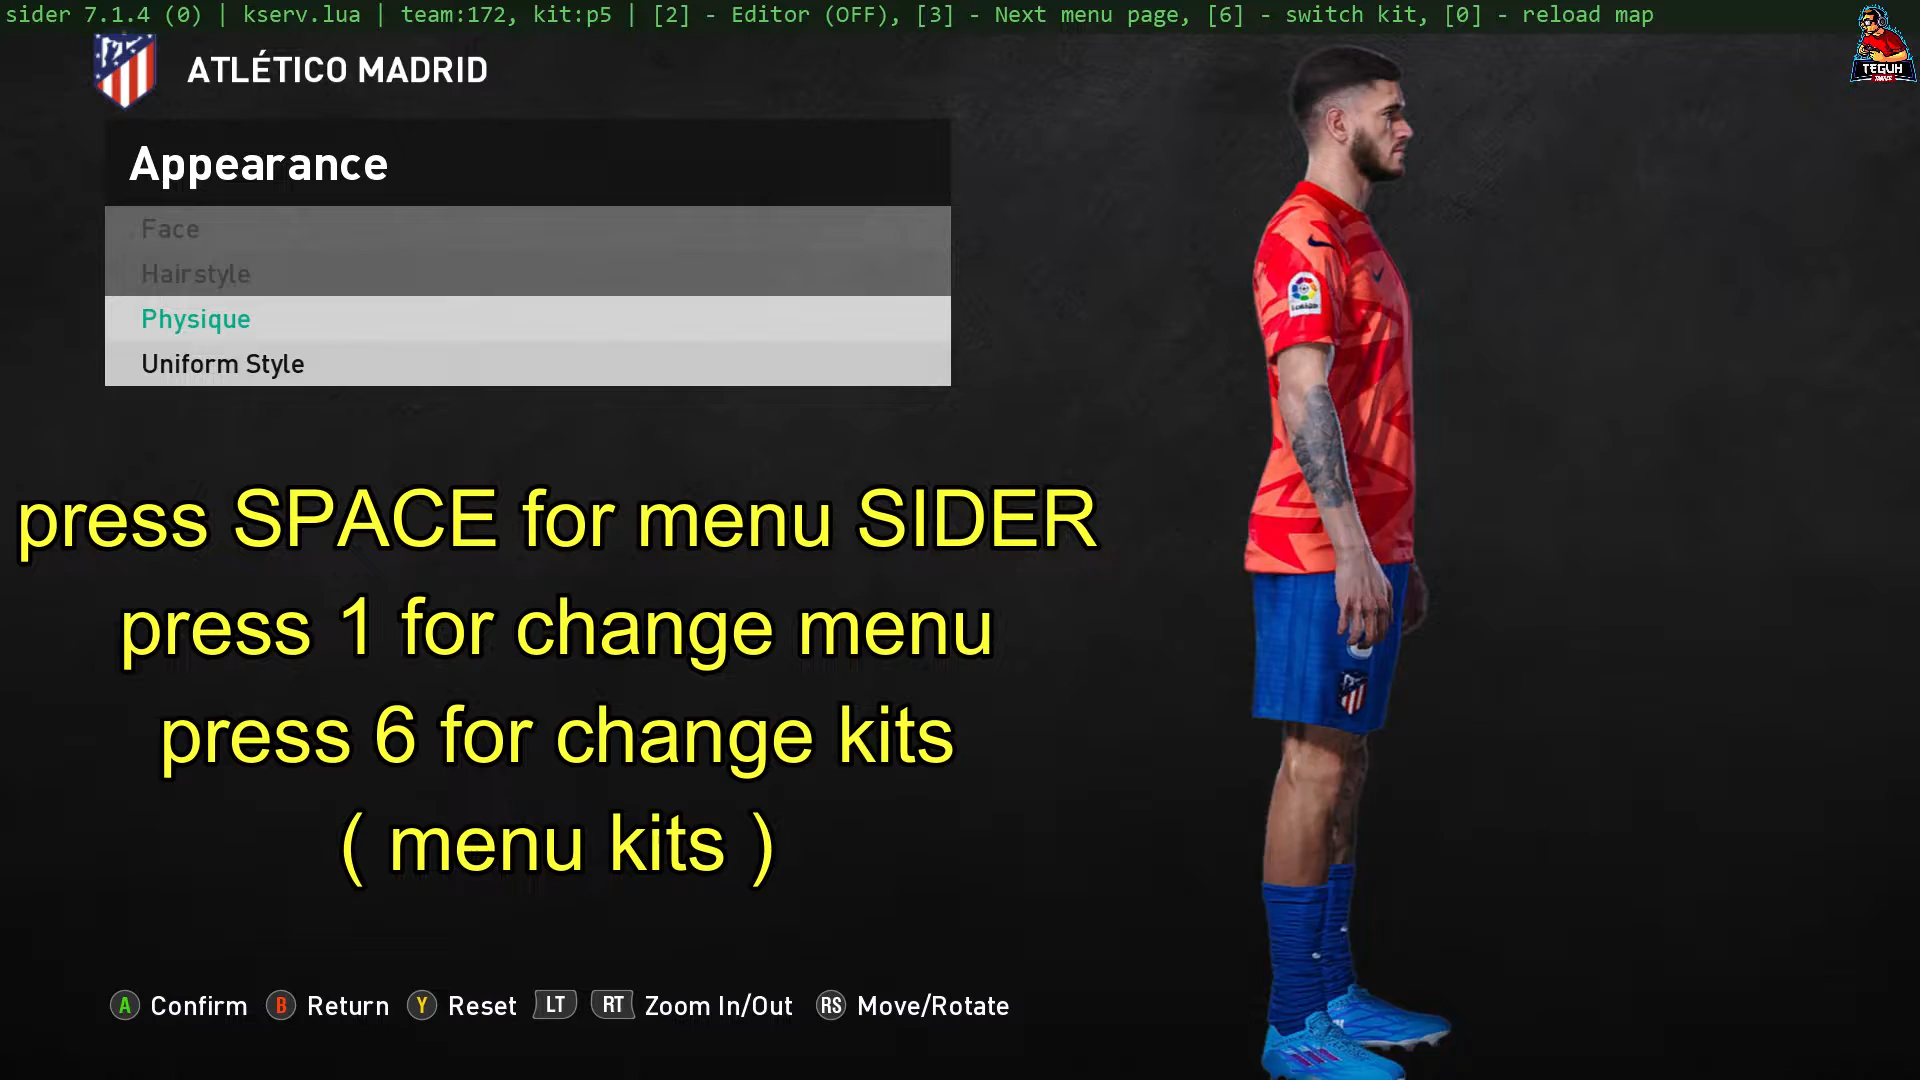 sider 7.1.4 (0) | kserv.lua | team:172, kit:p5 | [2] - Editor (OFF), [3] - Next menu page, [6] - switch kit, [0] - reload map
TEGUH
ATLÉTICO MADRID
Appearance
Face
Hairstyle
Physique
Uniform Style
press SPACE for menu SIDER
press 1 for change menu
press 6 for change kits
( menu kits )
A Confirm B Return Y Reset LT RT Zoom In/Out RS Move/Rotate